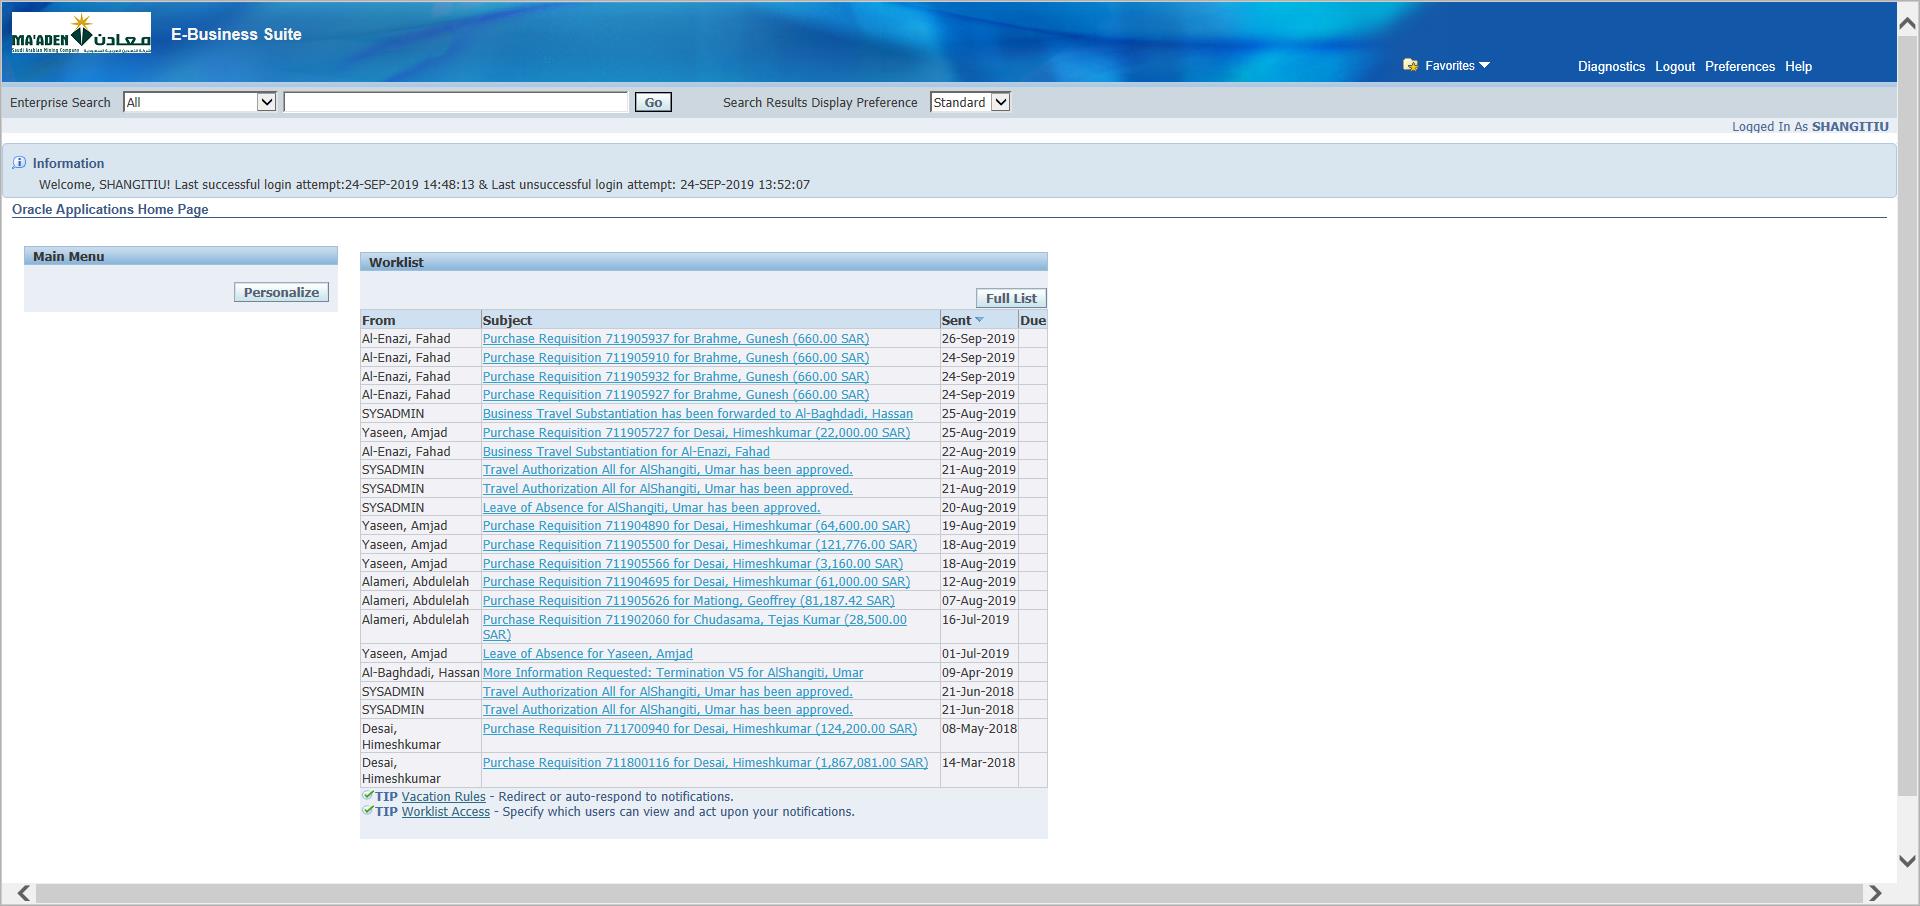 MA'ADEN معادن
Saudi Arabian Mining Company
E-Business Suite
Favorites
Diagnostics Logout Preferences Help
Enterprise Search All Go Search Results Display Preference Standard
Logged In As SHANGITIU
Information
Welcome, SHANGITIU! Last successful login attempt:24-SEP-2019 14:48:13 & Last unsuccessful login attempt: 24-SEP-2019 13:52:07
Oracle Applications Home Page
Main Menu
Personalize
Worklist
Full List
From Subject Sent Due
Al-Enazi, Fahad Purchase Requisition 711905937 for Brahme, Gunesh (660.00 SAR) 26-Sep-2019
Al-Enazi, Fahad Purchase Requisition 711905910 for Brahme, Gunesh (660.00 SAR) 24-Sep-2019
Al-Enazi, Fahad Purchase Requisition 711905932 for Brahme, Gunesh (660.00 SAR) 24-Sep-2019
Al-Enazi, Fahad Purchase Requisition 711905927 for Brahme, Gunesh (660.00 SAR) 24-Sep-2019
SYSADMIN Business Travel Substantiation has been forwarded to Al-Baghdadi, Hassan 25-Aug-2019
Yaseen, Amjad Purchase Requisition 711905727 for Desai, Himeshkumar (22,000.00 SAR) 25-Aug-2019
Al-Enazi, Fahad Business Travel Substantiation for Al-Enazi, Fahad 22-Aug-2019
SYSADMIN Travel Authorization All for AlShangiti, Umar has been approved. 21-Aug-2019
SYSADMIN Travel Authorization All for AlShangiti, Umar has been approved. 21-Aug-2019
SYSADMIN Leave of Absence for AlShangiti, Umar has been approved. 20-Aug-2019
Yaseen, Amjad Purchase Requisition 711904890 for Desai, Himeshkumar (64,600.00 SAR) 19-Aug-2019
Yaseen, Amjad Purchase Requisition 711905500 for Desai, Himeshkumar (121,776.00 SAR) 18-Aug-2019
Yaseen, Amjad Purchase Requisition 711905566 for Desai, Himeshkumar (3,160.00 SAR) 18-Aug-2019
Alameri, Abdulelah Purchase Requisition 711904695 for Desai, Himeshkumar (61,000.00 SAR) 12-Aug-2019
Alameri, Abdulelah Purchase Requisition 711905626 for Mationg, Geoffrey (81,187.42 SAR) 07-Aug-2019
Alameri, Abdulelah Purchase Requisition 711902060 for Chudasama, Tejas Kumar (28,500.00 16-Jul-2019
SAR)
Yaseen, Amjad Leave of Absence for Yaseen, Amjad 01-Jul-2019
Al-Baghdadi, Hassan More Information Requested: Termination V5 for AlShangiti, Umar 09-Apr-2019
SYSADMIN Travel Authorization All for AlShangiti, Umar has been approved. 21-Jun-2018
SYSADMIN Travel Authorization All for AlShangiti, Umar has been approved. 21-Jun-2018
Desai, Purchase Requisition 711700940 for Desai, Himeshkumar (124,200.00 SAR) 08-May-2018
Himeshkumar
Desai, Purchase Requisition 711800116 for Desai, Himeshkumar (1,867,081.00 SAR) 14-Mar-2018
Himeshkumar
TIP Vacation Rules - Redirect or auto-respond to notifications.
TIP Worklist Access - Specify which users can view and act upon your notifications.